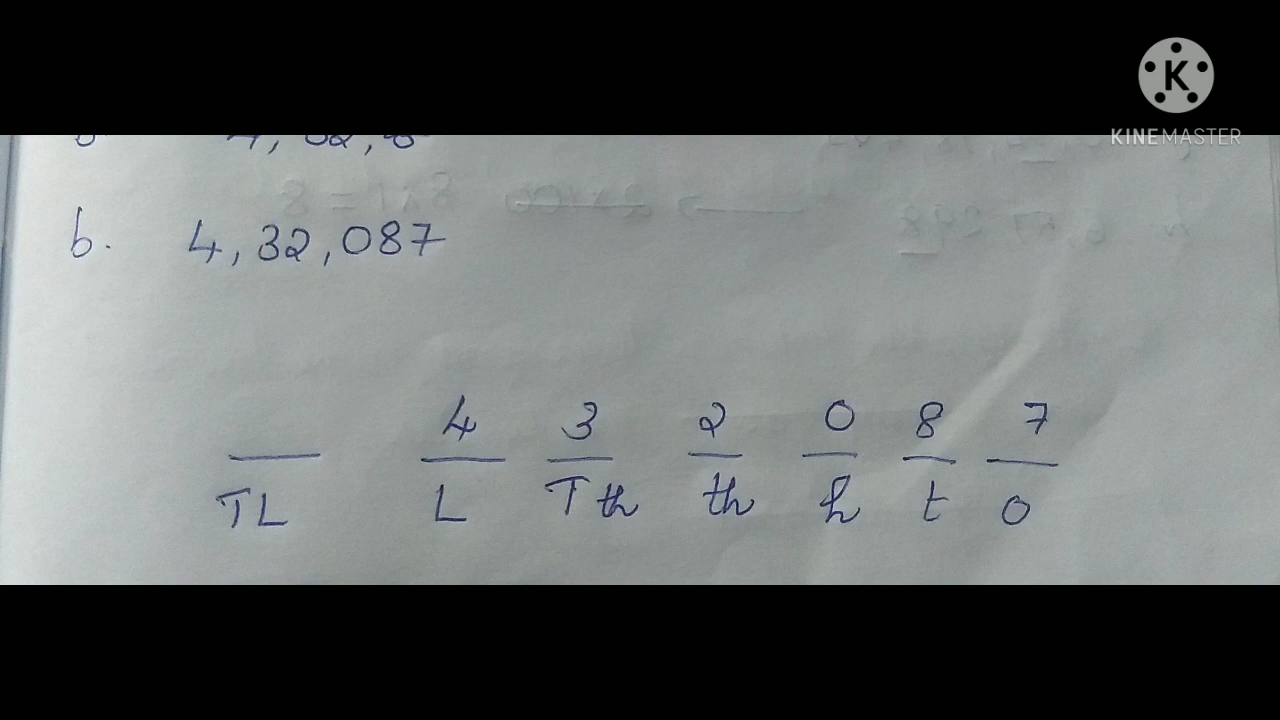 K
KINEMASTER
b. 4,32,087
4 3 2 0 8 7
TL L Tth th h t o